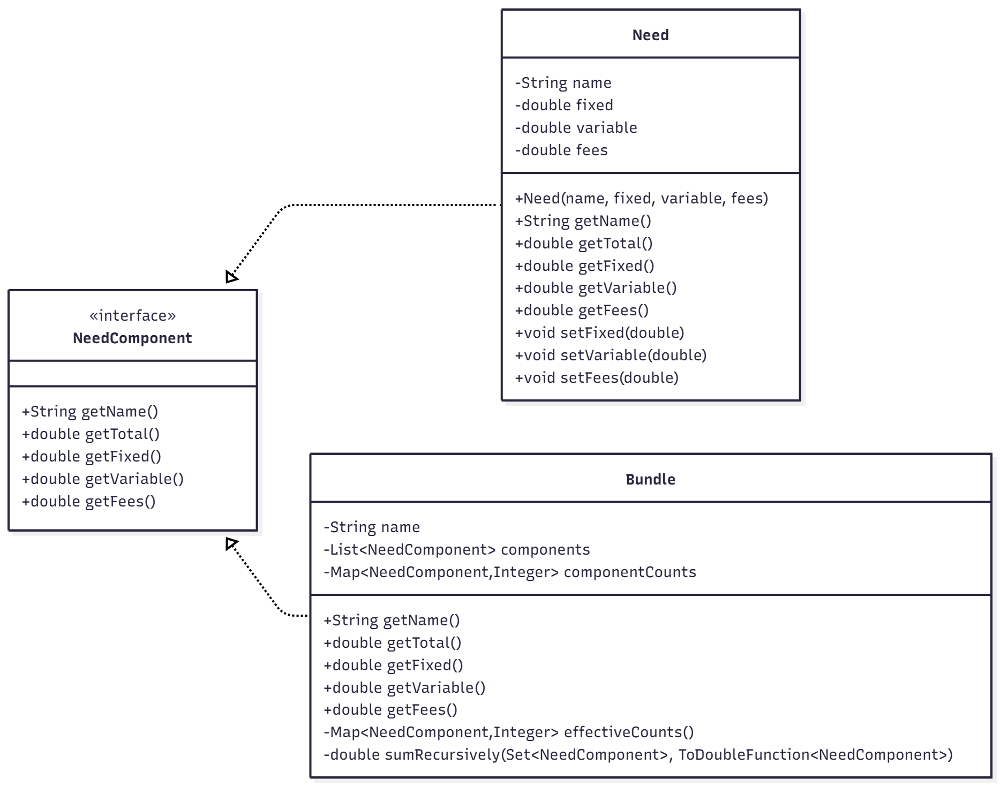 Need
-String name
-double fixed
-double variable
-double fees
+Need(name, fixed, variable, fees)
+String getName()
+double getTotal()
+double getFixed()
+double getVariable()
+double getFees()
+void setFixed(double)
+void setVariable(double)
+void setFees(double)
«interface»
NeedComponent
+String getName()
+double getTotal()
+double getFixed()
+double getVariable()
+double getFees()
Bundle
-String name
-List<NeedComponent> components
-Map<NeedComponent,Integer> componentCounts
+String getName()
+double getTotal()
+double getFixed()
+double getVariable()
+double getFees()
-Map<NeedComponent,Integer> effectiveCounts()
-double sumRecursively(Set<NeedComponent>, ToDoubleFunction<NeedComponent>)